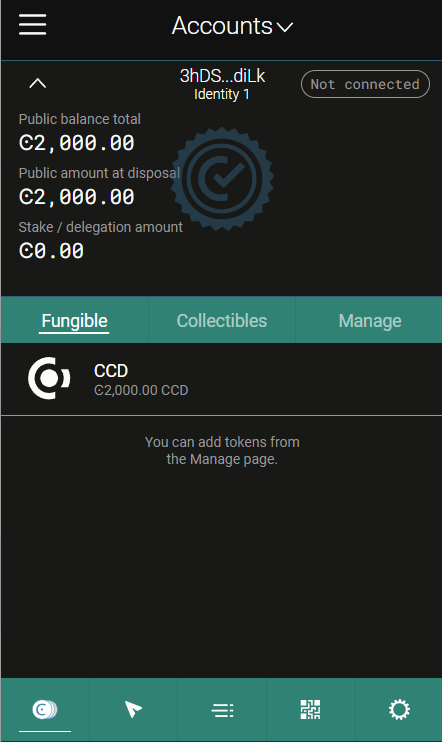 Accounts
3hDS...diLk
Identity 1
Not connected
Public balance total
Ͼ2,000.00
Public amount at disposal
Ͼ2,000.00
Stake / delegation amount
Ͼ0.00
Fungible
Collectibles
Manage
CCD
Ͼ2,000.00 CCD
You can add tokens from
the Manage page.